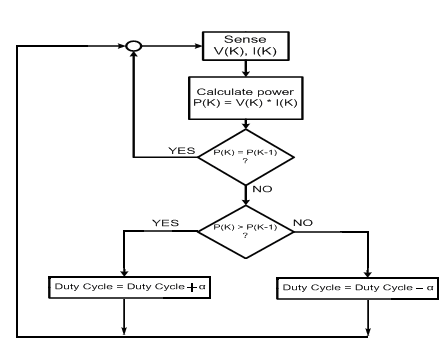 Sense
V(K), I(K)
Calculate power
P(K) = V(K) * I(K)
YES
P(K) = P(K-1)
?
NO
YES
P(K) > P(K-1)
?
NO
Duty Cycle = Duty Cycle + α
Duty Cycle = Duty Cycle - α